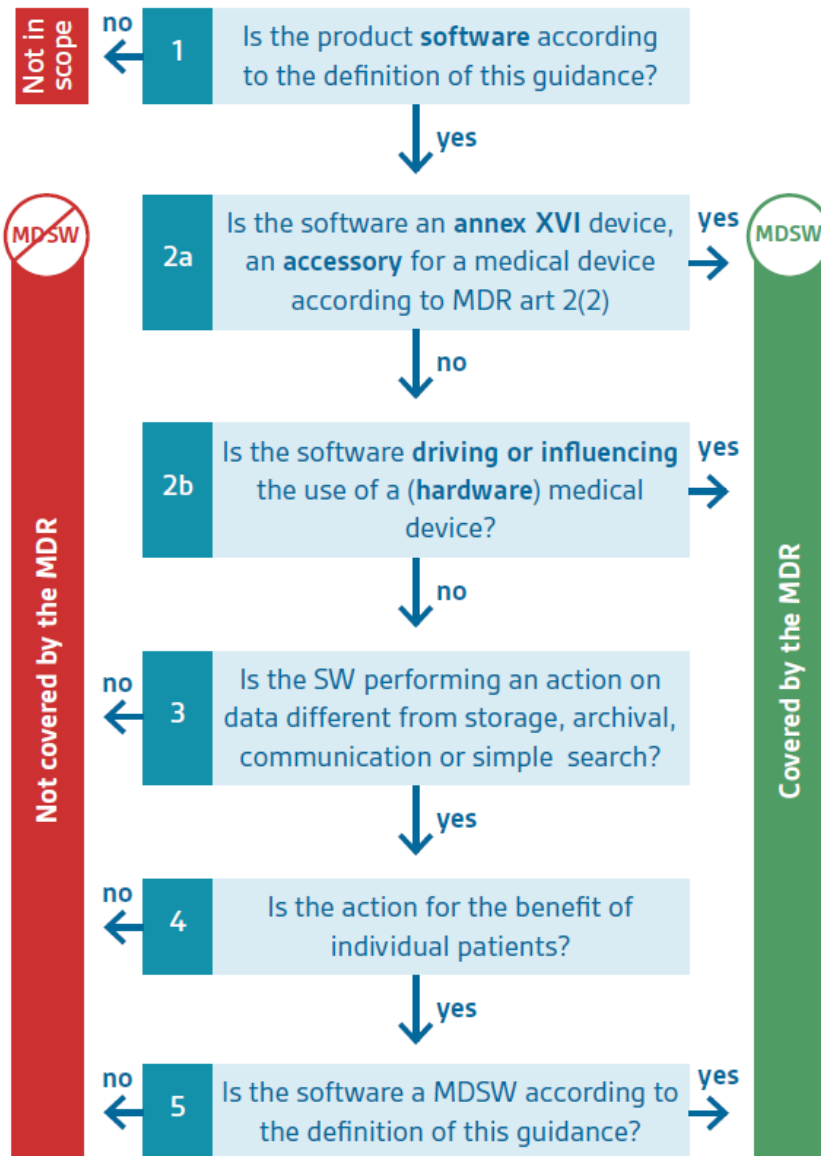 Not in
scope
no
1
Is the product software according
to the definition of this guidance?
yes
MDSW
2a
Is the software an annex XVI device,
an accessory for a medical device
according to MDR art 2(2)
yes
MDSW
no
2b
Is the software driving or influencing
the use of a (hardware) medical
device?
yes
no
Not covered by the MDR
Covered by the MDR
no
3
Is the SW performing an action on
data different from storage, archival,
communication or simple search?
yes
no
4
Is the action for the benefit of
individual patients?
yes
no
5
Is the software a MDSW according to
the definition of this guidance?
yes